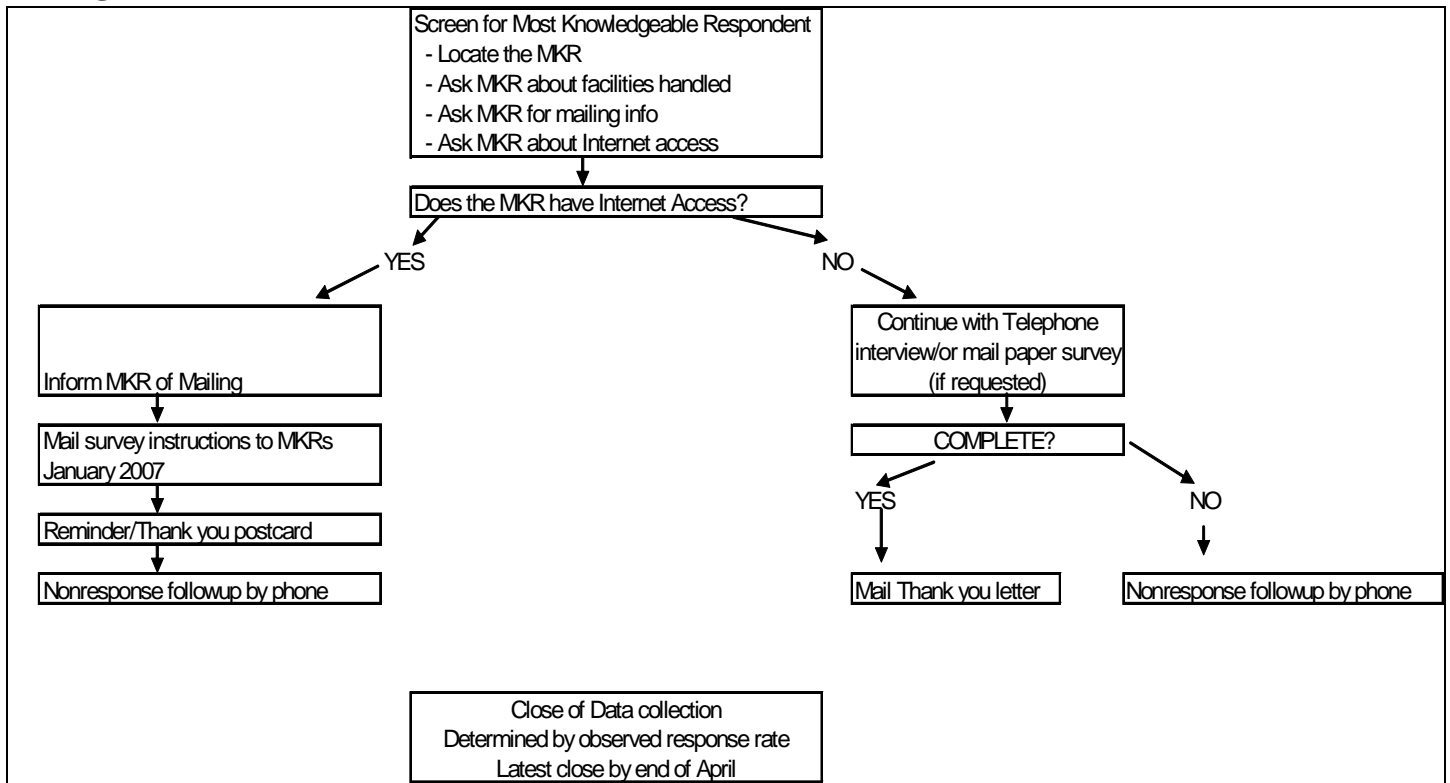 Screen for Most Knowledgeable Respondent
- Locate the MKR
- Ask MKR about facilities handled
- Ask MKR for mailing info
- Ask MKR about Internet access
Does the MKR have Internet Access?
YES
NO
Inform MKR of Mailing
Continue with Telephone
interview/or mail paper survey
(if requested)
Mail survey instructions to MKRs
January 2007
COMPLETE?
YES
NO
Reminder/Thank you postcard
Nonresponse followup by phone
Mail Thank you letter
Nonresponse followup by phone
Close of Data collection
Determined by observed response rate
Latest close by end of April